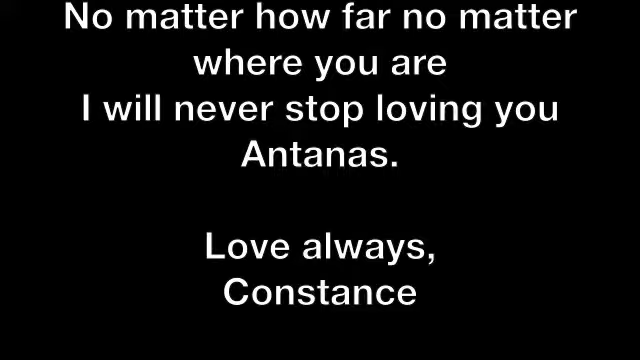 No matter how far no matter
where you are
I will never stop loving you
Antanas.
Love always,
Constance